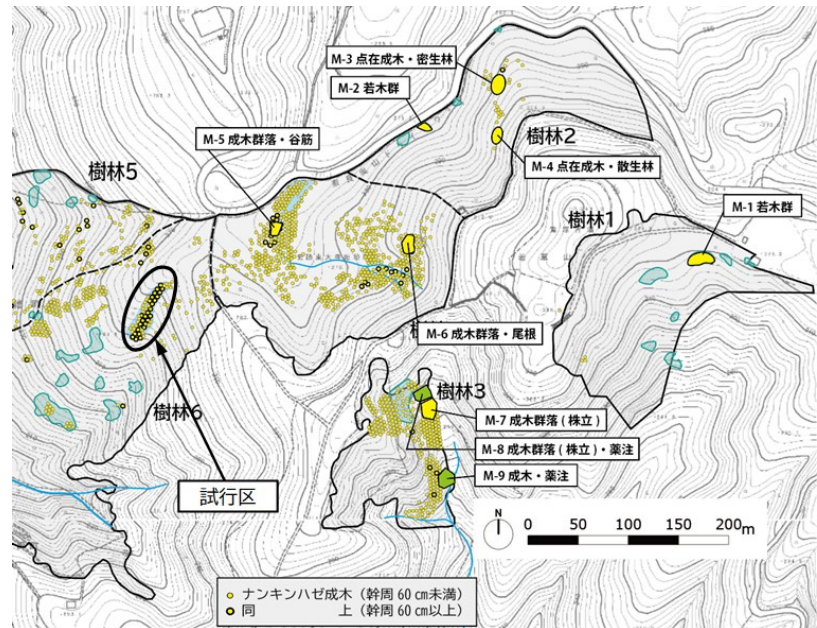 M-3 点在成木・密生林
M-2 若木群
M-5 成木群落・谷筋
樹林2
M-4 点在成木・散生林
樹林5
樹林1
M-1 若木群
M-6 成木群落・尾根
樹林3
M-7 成木群落(株立)
樹林6
M-8 成木群落(株立)・薬注
M-9 成木・薬注
試行区
N
0 50 100 150 200m
ナンキンハゼ成木(幹周60㎝未満)
同 上(幹周60㎝以上)